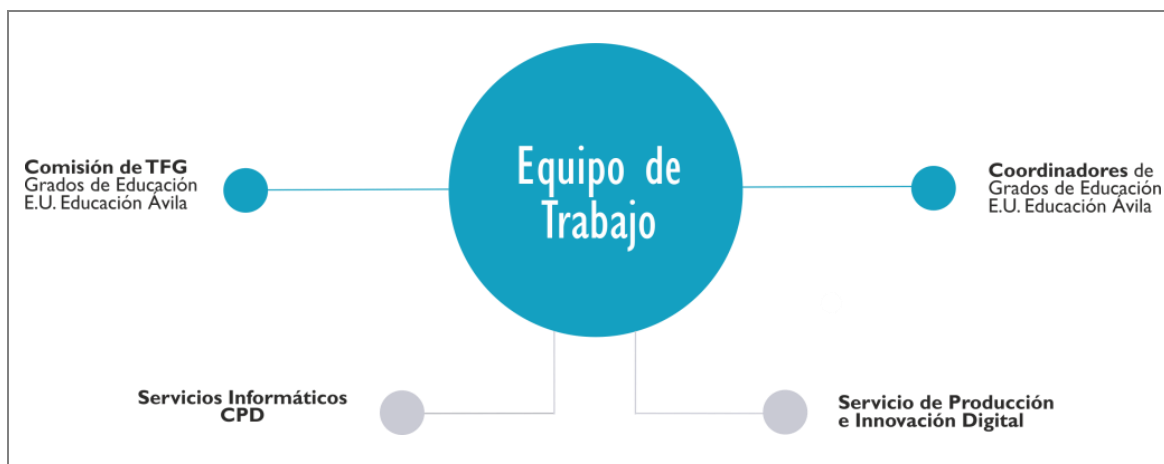 Comisión de TFG
Grados de Educación
E.U. Educación Ávila
Equipo de
Trabajo
Coordinadores de
Grados de Educación
E.U. Educación Ávila
Servicios Informáticos
CPD
Servicio de Producción
e Innovación Digital